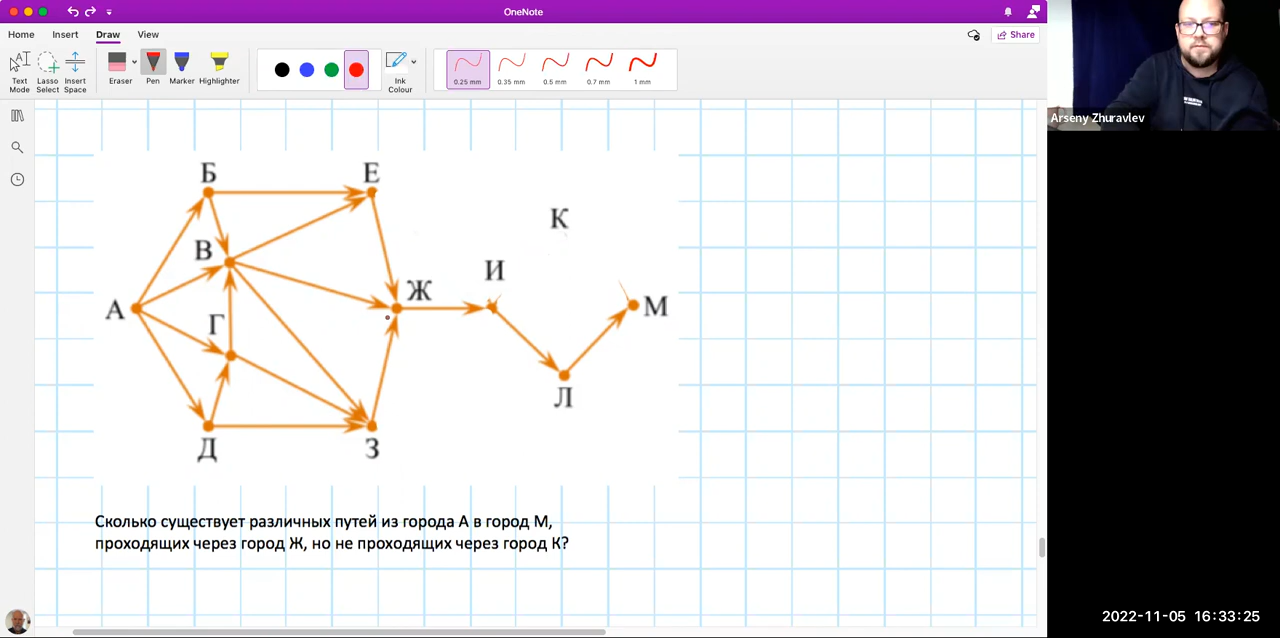 OneNote
Home Insert Draw View
Share
Text Mode
Lasso Select
Insert Space
Eraser
Pen
Marker
Highlighter
Ink Colour
0.25 mm
0.35 mm
0.5 mm
0.7 mm
1 mm
Arseny Zhuravlev
Б
Е
К
В
И
Ж
А
Г
М
Л
Д
З
Сколько существует различных путей из города А в город М,
проходящих через город Ж, но не проходящих через город К?
2022-11-05 16:33:25